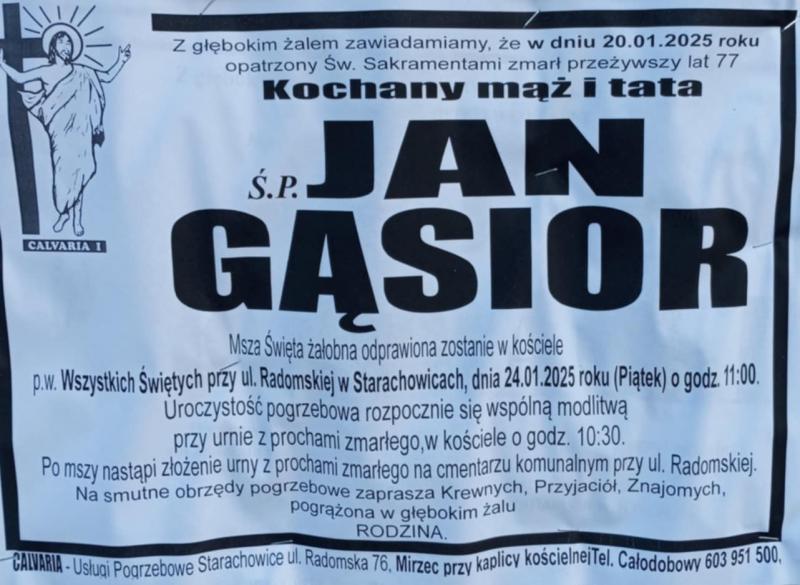 Z głębokim żalem zawiadamiamy, że w dniu 20.01.2025 roku
opatrzony Św. Sakramentami zmarł przeżywszy lat 77
Kochany mąż i tata
Ś.P. JAN
GĄSIOR
CALVARIA I
Msza Święta żałobna odprawiona zostanie w kościele
p.w. Wszystkich Świętych przy ul. Radomskiej w Starachowicach, dnia 24.01.2025 roku (Piątek) o godz. 11:00.
Uroczystość pogrzebowa rozpocznie się wspólną modlitwą
przy urnie z prochami zmarłego,w kościele o godz. 10:30.
Po mszy nastąpi złożenie urny z prochami zmarłego na cmentarzu komunalnym przy ul. Radomskiej.
Na smutne obrzędy pogrzebowe zaprasza Krewnych, Przyjaciół, Znajomych,
pogrążona w głębokim żalu
RODZINA.
CALVARIA - Usługi Pogrzebowe Starachowice ul. Radomska 76, Mirzec przy kaplicy kościelnejTel. Całodobowy 603 951 500,